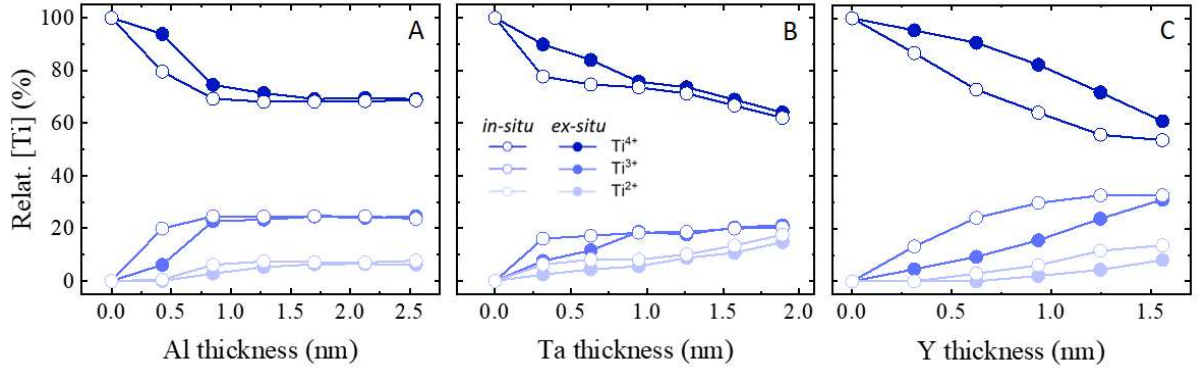 A
B
C
100
80
60
40
20
0
Relat. [Ti] (%)
in-situ ex-situ
Ti⁴⁺
Ti³⁺
Ti²⁺
0.0 0.5 1.0 1.5 2.0 2.5
0.0 0.5 1.0 1.5 2.0
0.0 0.5 1.0 1.5
Al thickness (nm)
Ta thickness (nm)
Y thickness (nm)